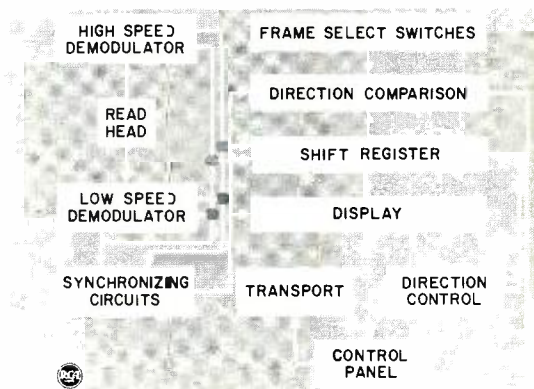 HIGH SPEED
DEMODULATOR
READ
HEAD
LOW SPEED
DEMODULATOR
SYNCHRONIZING
CIRCUITS
FRAME SELECT SWITCHES
DIRECTION COMPARISON
SHIFT REGISTER
DISPLAY
TRANSPORT
DIRECTION
CONTROL
CONTROL
PANEL
RCA